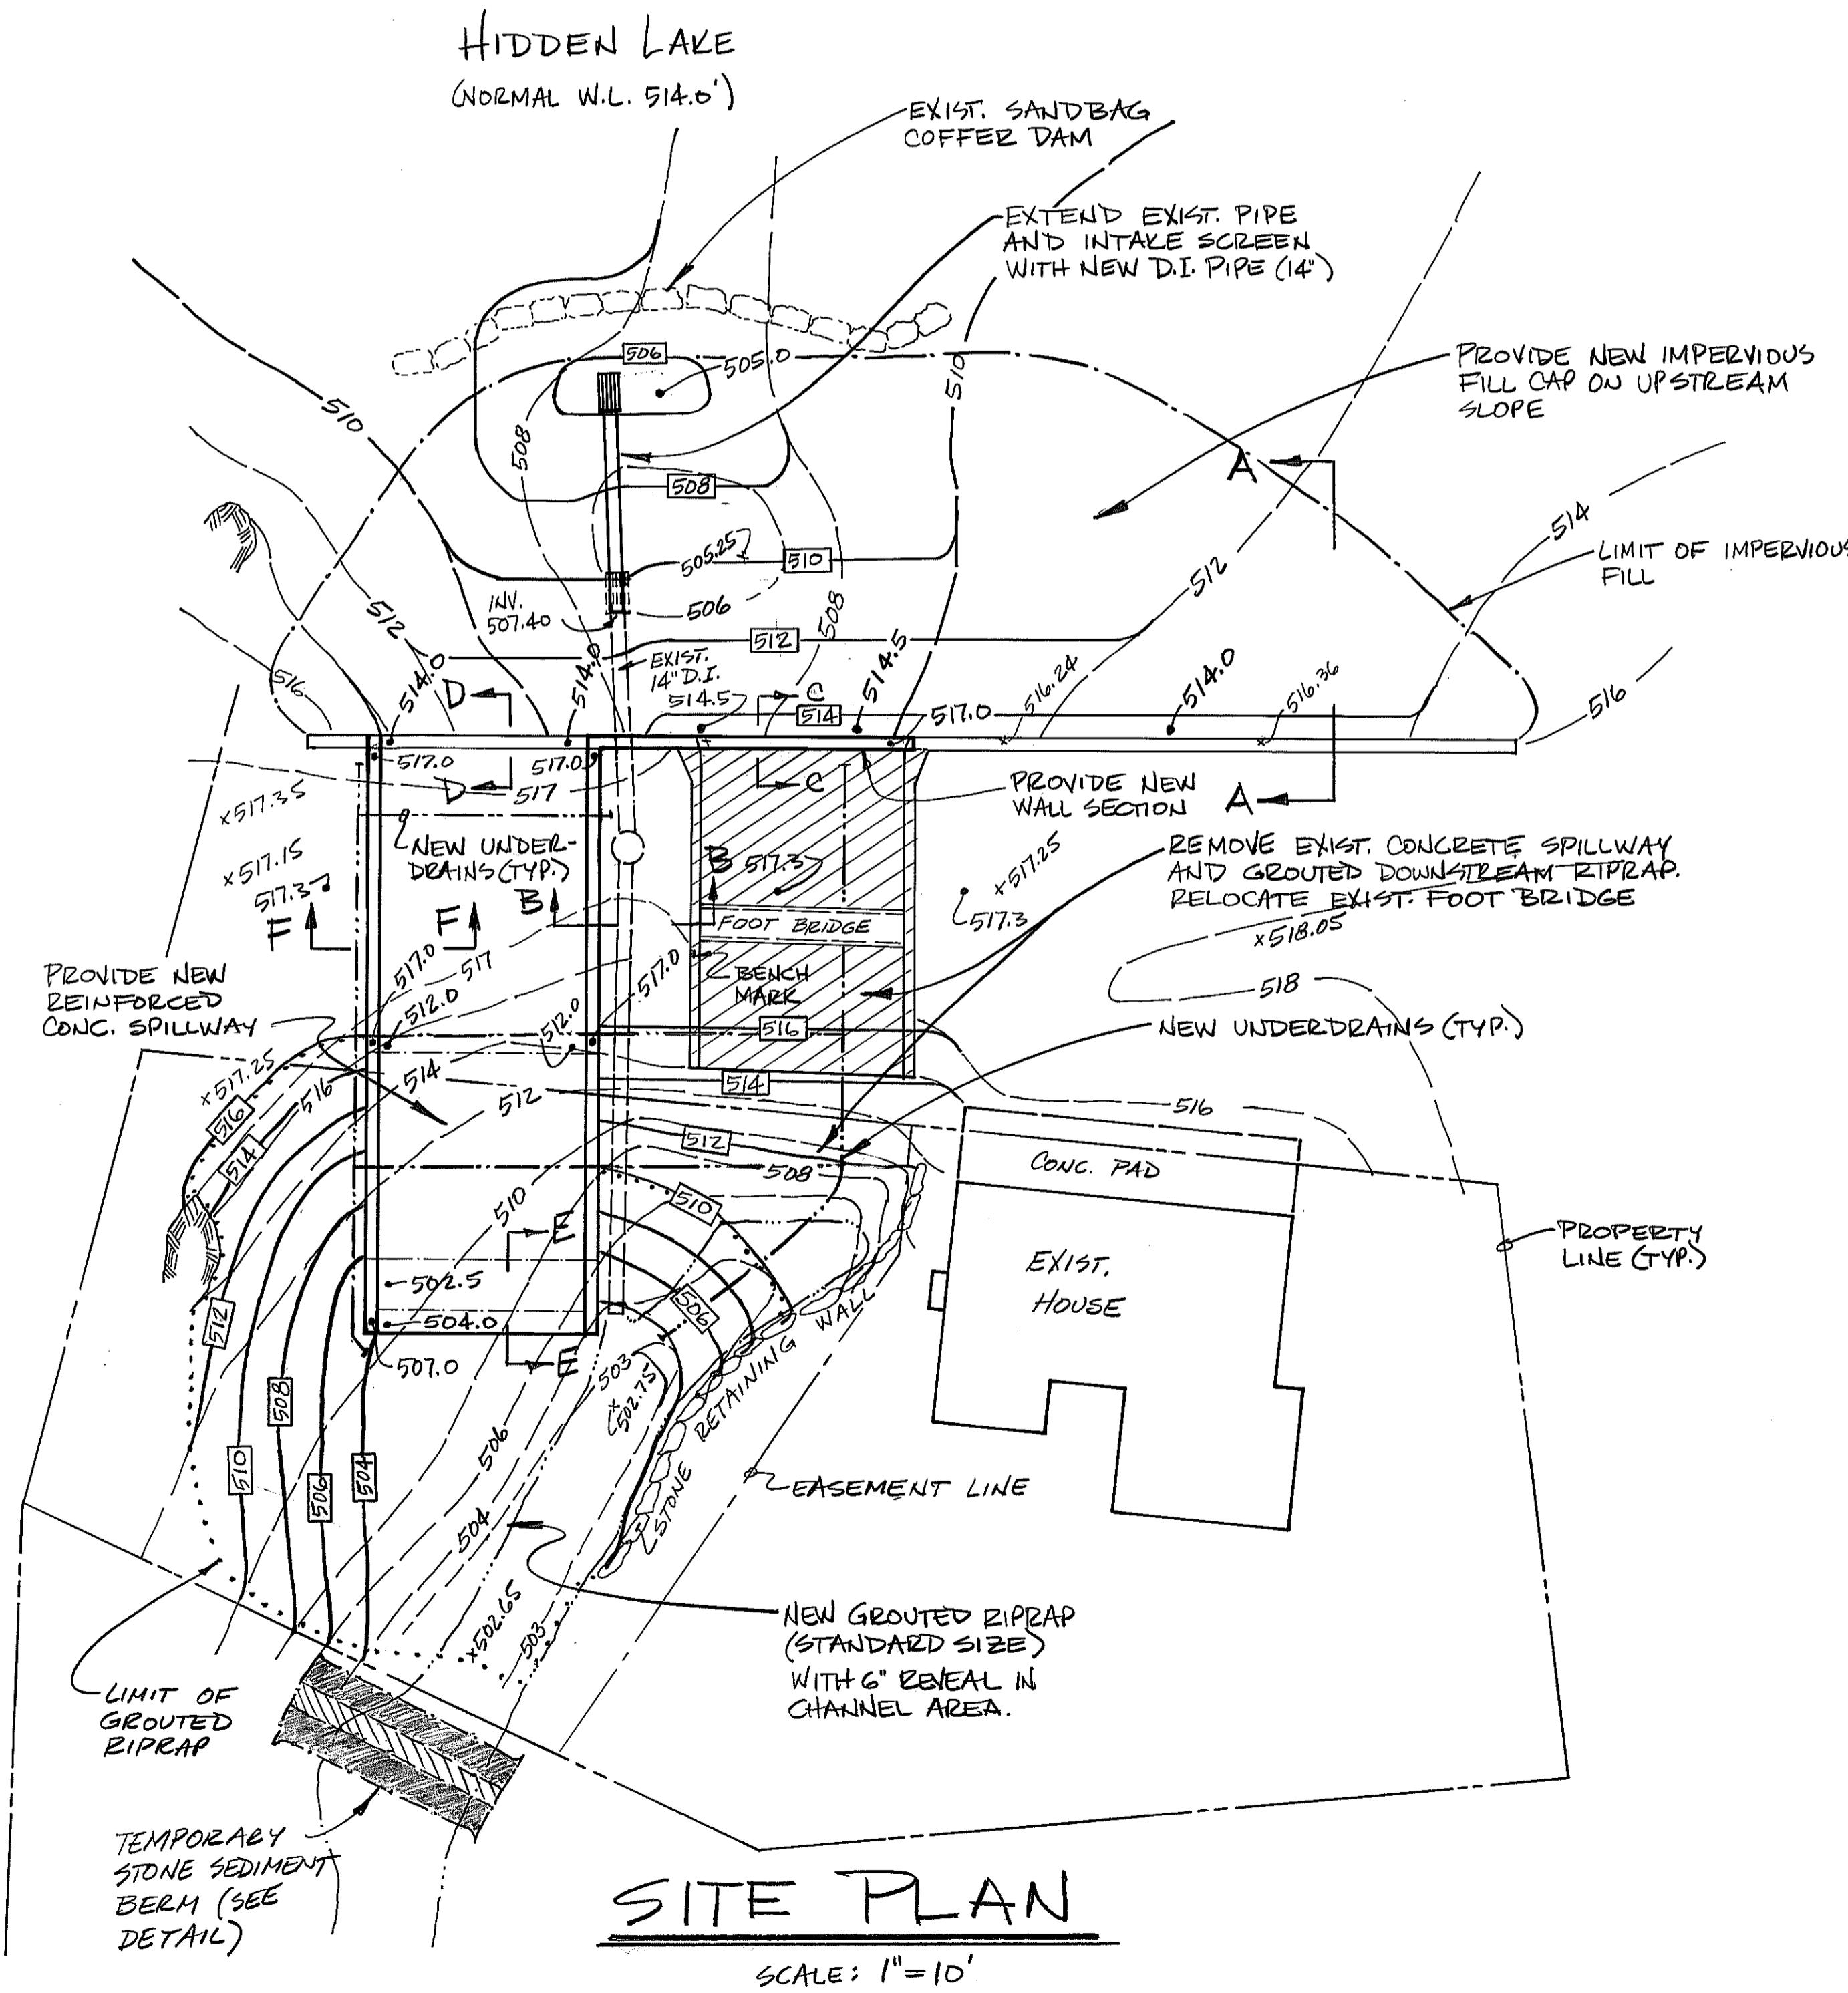 HIDDEN LAKE
(NORMAL W.L. 514.0')
EXIST. SANDBAG
COFFER DAM
EXTEND EXIST. PIPE
AND INTAKE SCREEN
WITH NEW D.I. PIPE (14")
506
505.0
510
510
PROVIDE NEW IMPERVIOUS
FILL CAP ON UPSTREAM
SLOPE
508
A
508
514
505.25
510
LIMIT OF IMPERVIOUS
FILL
512
INV.
507.40
506
508
512
512
EXIST.
14" D.I.
514.5
514.0
D
514.0
C
514
514.5
516.24
514.0
516.36
516
516
517.0
517.0
517.0
D
517
C
PROVIDE NEW
WALL SECTION
A
x517.35
NEW UNDER-
DRAINS (TYP.)
x517.15
517.3
B
517.3
x517.25
517.3
REMOVE EXIST. CONCRETE SPILLWAY
AND GROUTED DOWNSTREAM RIPRAP.
RELOCATE EXIST. FOOT BRIDGE
F
F
B
FOOT BRIDGE
x518.05
PROVIDE NEW
REINFORCED
CONC. SPILLWAY
517.0
517
512.0
512.0
517.0
BENCH
MARK
518
516
NEW UNDERDRAINS (TYP.)
x517.25
516
514
514
512
516
516
514
512
508
CONC. PAD
510
510
E
EXIST.
HOUSE
PROPERTY
LINE (TYP.)
502.5
504.0
506
512
507.0
E
503
x502.75
STONE RETAINING WALL
508
506
510
506
504
504
EASEMENT LINE
x502.65
503
NEW GROUTED RIPRAP
(STANDARD SIZE)
WITH 6" REVEAL IN
CHANNEL AREA.
LIMIT OF
GROUTED
RIPRAP
TEMPORARY
STONE SEDIMENT
BERM (SEE
DETAIL)
SITE PLAN
SCALE: 1"=10'